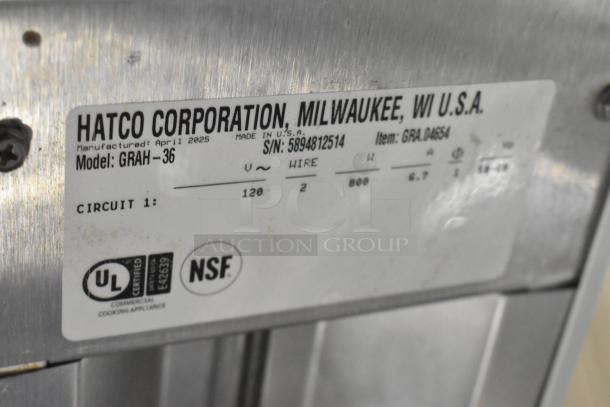 HATCO CORPORATION, MILWAUKEE, WI U.S.A.
Manufactured: April 2025 MADE IN U.S.A.
Model: GRAH-36 S/N: 5894812514 Item: GRA.04654
V~ WIRE W A Φ Hz
CIRCUIT 1: 120 2 800 6.7 1 50-60
PCI
AUCTION GROUP
UL CERTIFIED E42639
NSF
COMMERCIAL
COOKING APPLIANCE